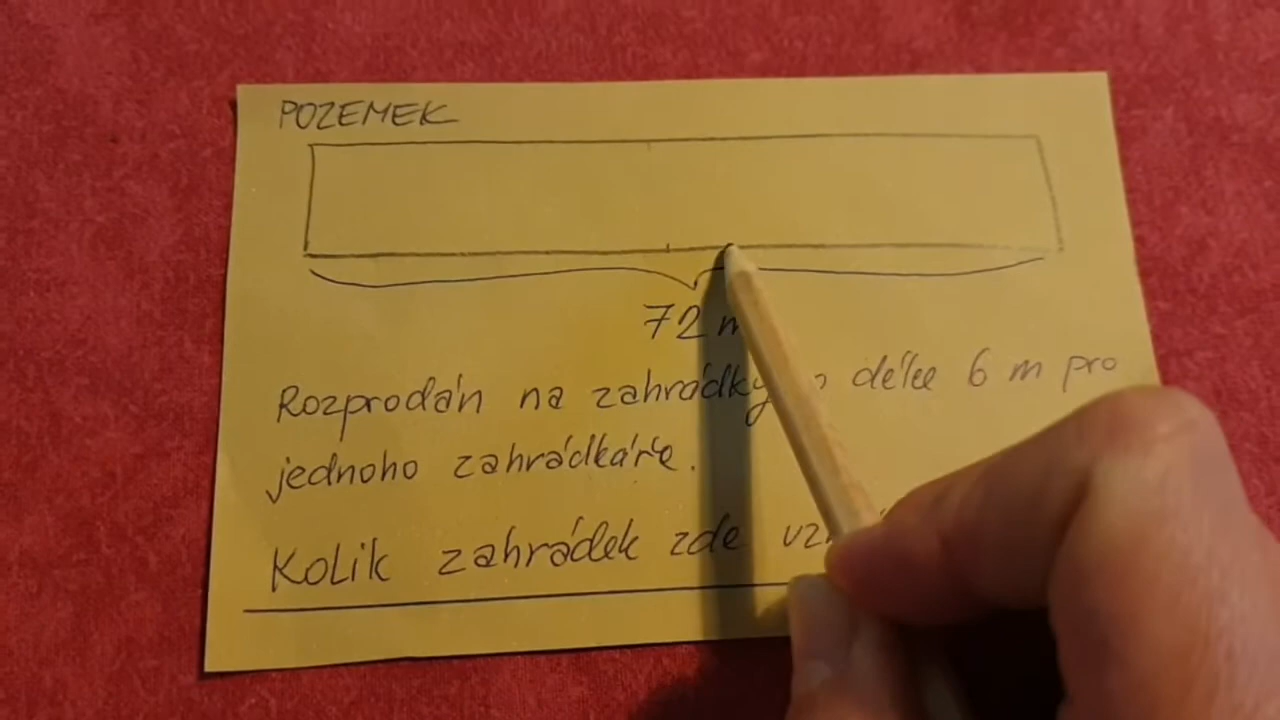 POZEMEK
72 m
Rozprodán na zahrádky délce 6 m pro
jednoho zahrádkáře.
Kolik zahrádek zde